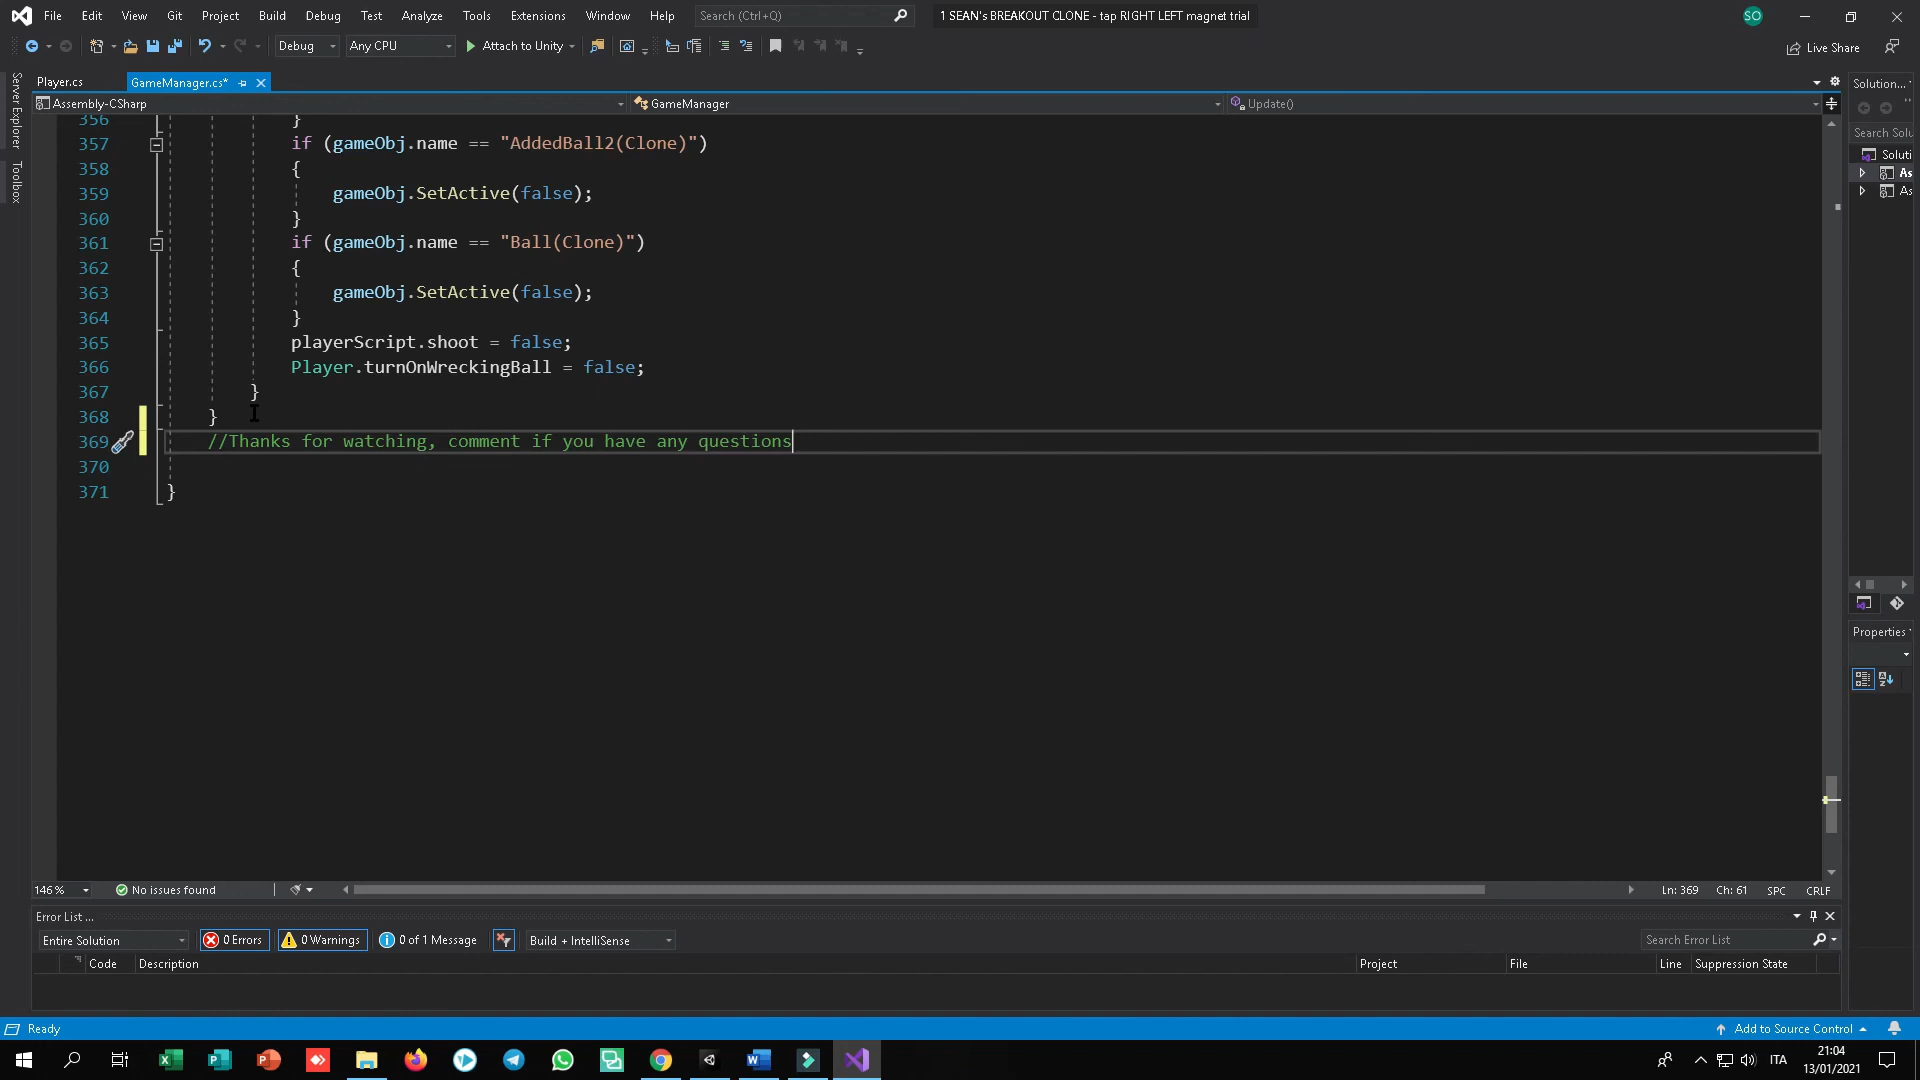 File Edit View Git Project Build Debug Test Analyze Tools Extensions Window Help Search (Ctrl+Q) 1 SEAN's BREAKOUT CLONE - tap RIGHT LEFT magnet trial SO
Debug Any CPU Attach to Unity Live Share
Player.cs GameManager.cs* Solution...
Assembly-CSharp GameManager Update()
Search Solu
Server Explorer
Toolbox
Soluti
As
As
356 }
357 if (gameObj.name == "AddedBall2(Clone)")
358 {
359 gameObj.SetActive(false);
360 }
361 if (gameObj.name == "Ball(Clone)")
362 {
363 gameObj.SetActive(false);
364 }
365 playerScript.shoot = false;
366 Player.turnOnWreckingBall = false;
367 }
368 }
369 //Thanks for watching, comment if you have any questions
370
371 }
Properties
146 % No issues found Ln: 369 Ch: 61 SPC CRLF
Error List ...
Entire Solution 0 Errors 0 Warnings 0 of 1 Message Build + IntelliSense Search Error List
Code Description Project File Line Suppression State
Ready Add to Source Control
ITA 21:04
13/01/2021